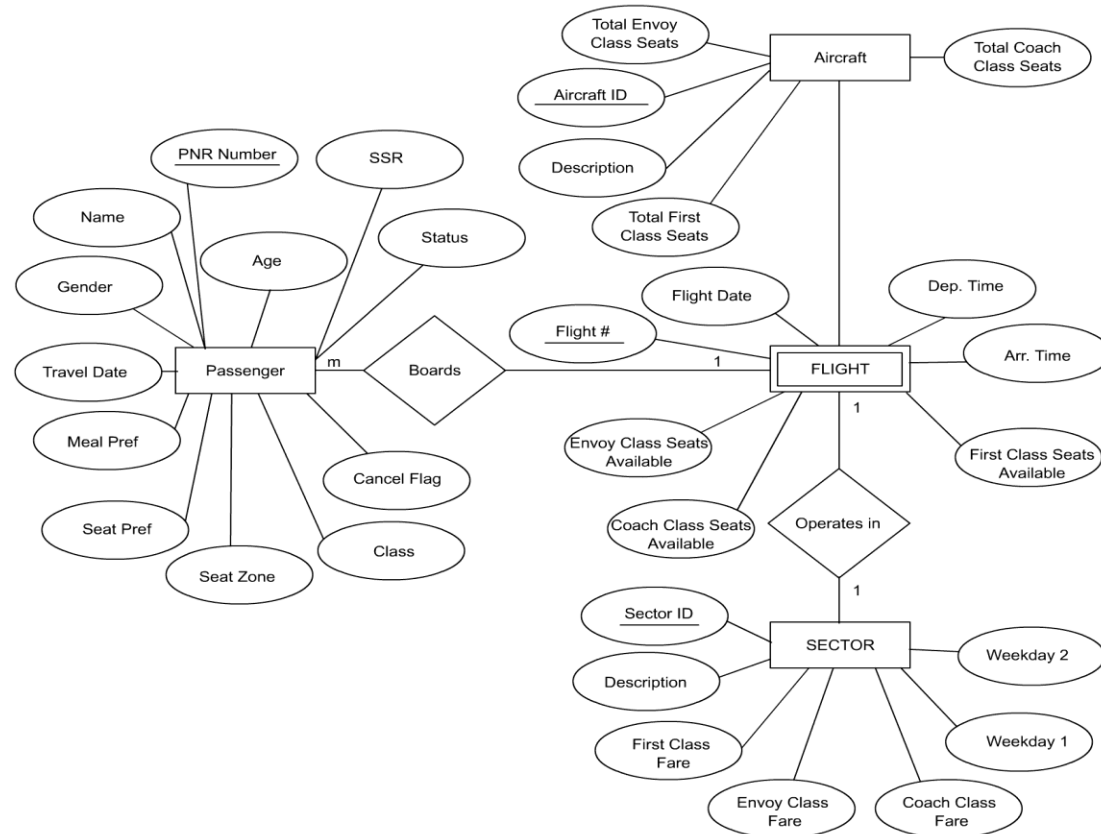 Total Envoy
Class Seats
Aircraft
Total Coach
Class Seats
Aircraft ID
Description
Total First
Class Seats
PNR Number
SSR
Name
Age
Status
Gender
Travel Date
Passenger
m
Boards
Meal Pref
Cancel Flag
Seat Pref
Class
Seat Zone
Flight Date
Dep. Time
Flight #
1
FLIGHT
Arr. Time
1
Envoy Class Seats
Available
First Class Seats
Available
Coach Class Seats
Available
Operates in
1
Sector ID
SECTOR
Weekday 2
Description
First Class
Fare
Weekday 1
Envoy Class
Fare
Coach Class
Fare